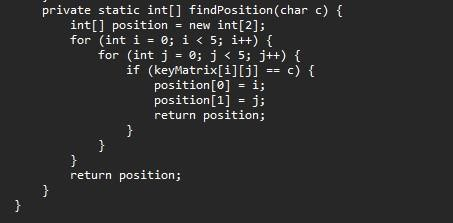 private static int[] findPosition(char c) {
int[] position = new int[2];
for (int i = 0; i < 5; i++) {
for (int j = 0; j < 5; j++) {
if (keyMatrix[i][j] == c) {
position[0] = i;
position[1] = j;
return position;
}
}
}
return position;
}
}